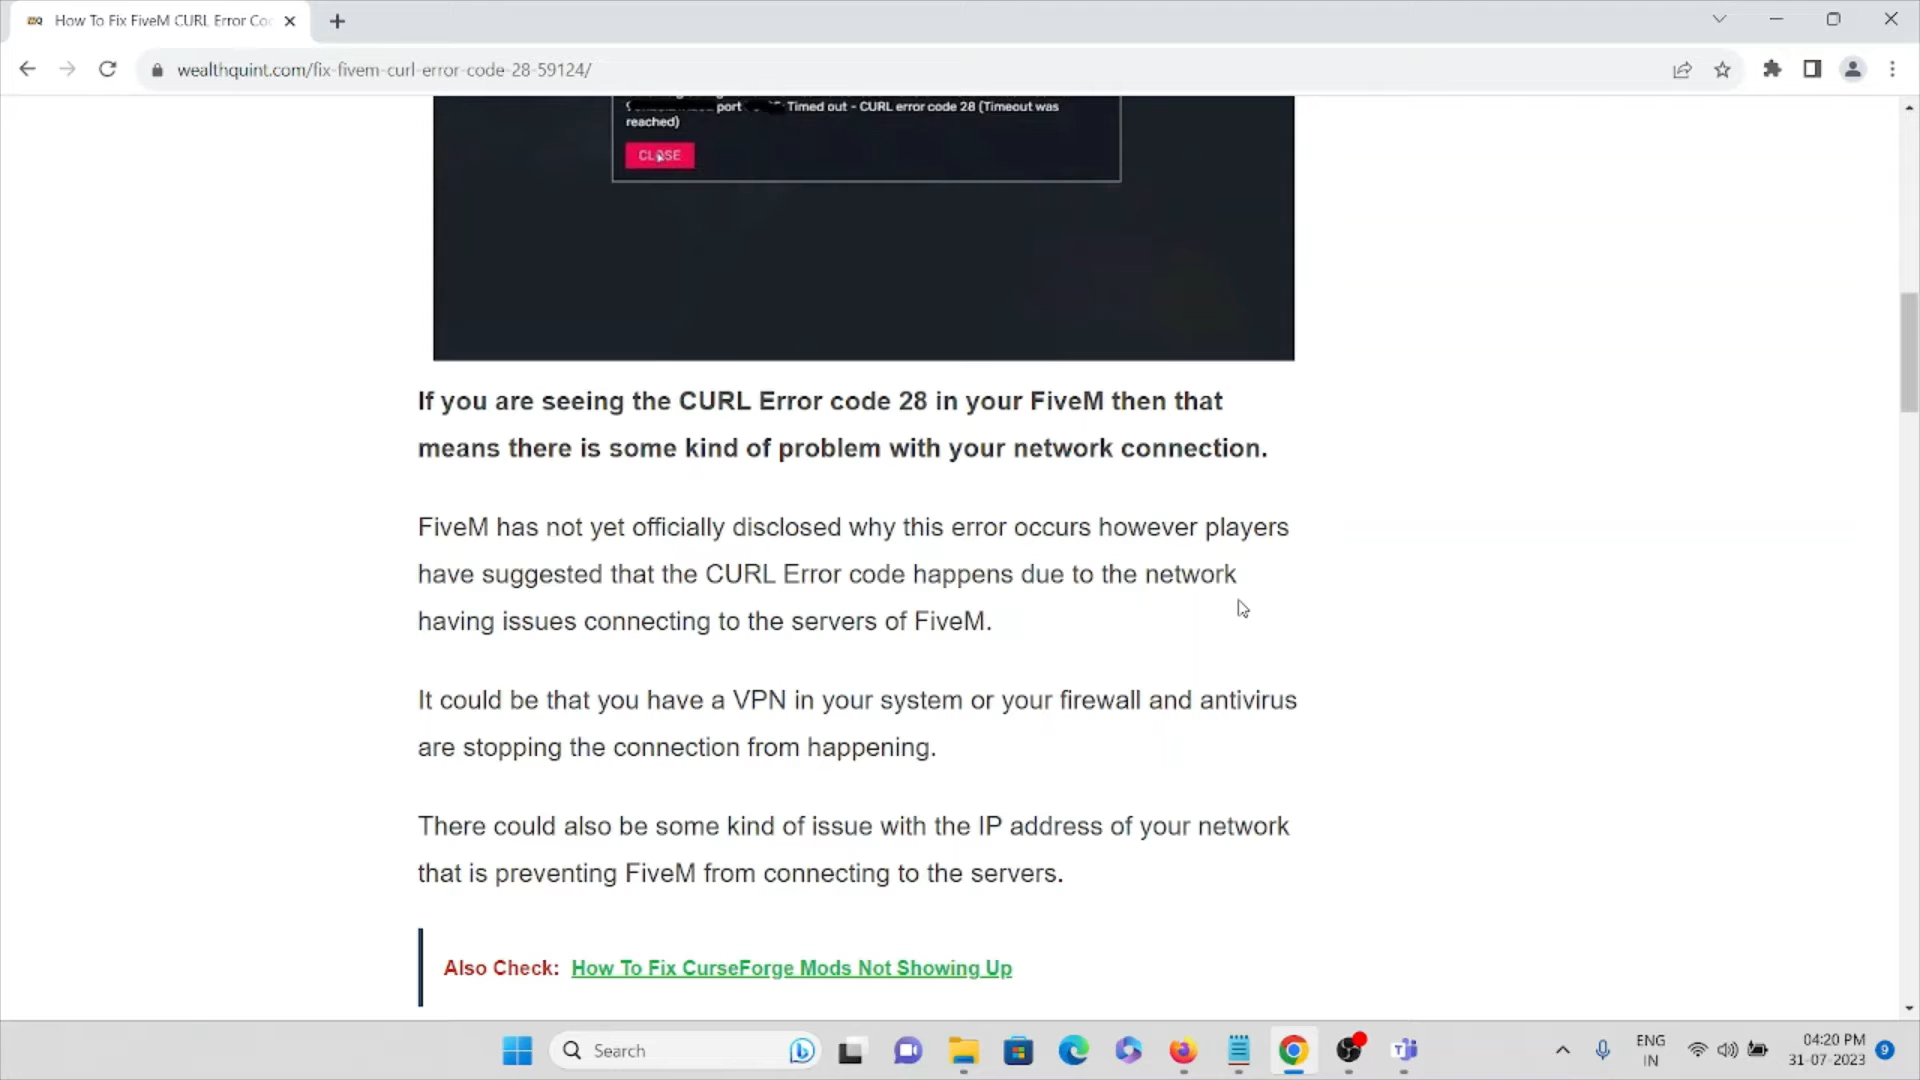 How To Fix FiveM CURL Error Co
wealthquint.com/fix-fivem-curl-error-code-28-59124/
port Timed out - CURL error code 28 (Timeout was
reached)
CLOSE
If you are seeing the CURL Error code 28 in your FiveM then that
means there is some kind of problem with your network connection.
FiveM has not yet officially disclosed why this error occurs however players
have suggested that the CURL Error code happens due to the network
having issues connecting to the servers of FiveM.
It could be that you have a VPN in your system or your firewall and antivirus
are stopping the connection from happening.
There could also be some kind of issue with the IP address of your network
that is preventing FiveM from connecting to the servers.
Also Check: How To Fix CurseForge Mods Not Showing Up
Search
ENG
IN
04:20 PM
31-07-2023
9